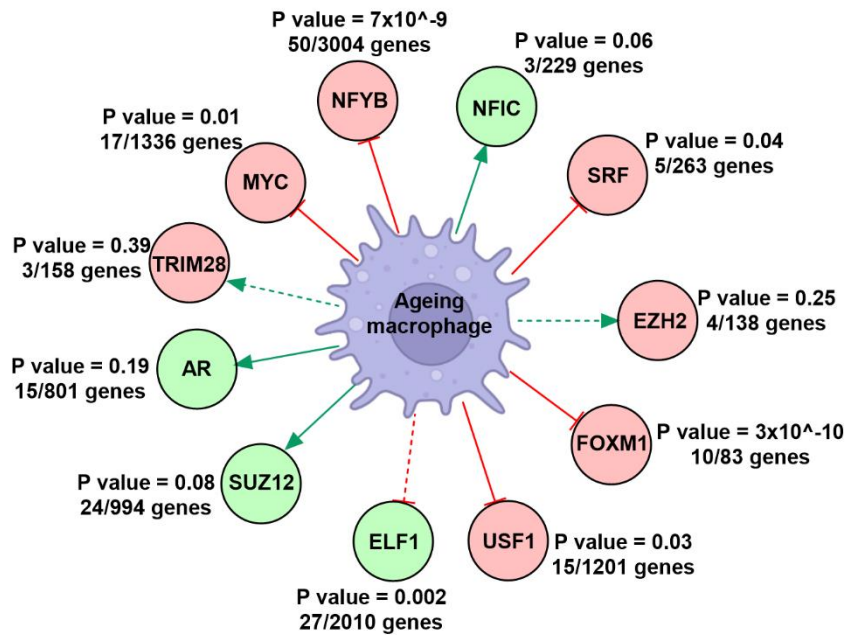 P value = 7x10^-9
50/3004 genes
NFYB
P value = 0.06
3/229 genes
NFIC
P value = 0.01
17/1336 genes
MYC
P value = 0.04
5/263 genes
SRF
P value = 0.39
3/158 genes
TRIM28
Ageing
macrophage
EZH2
P value = 0.25
4/138 genes
P value = 0.19
15/801 genes
AR
FOXM1
P value = 3x10^-10
10/83 genes
P value = 0.08
24/994 genes
SUZ12
ELF1
P value = 0.002
27/2010 genes
USF1
P value = 0.03
15/1201 genes